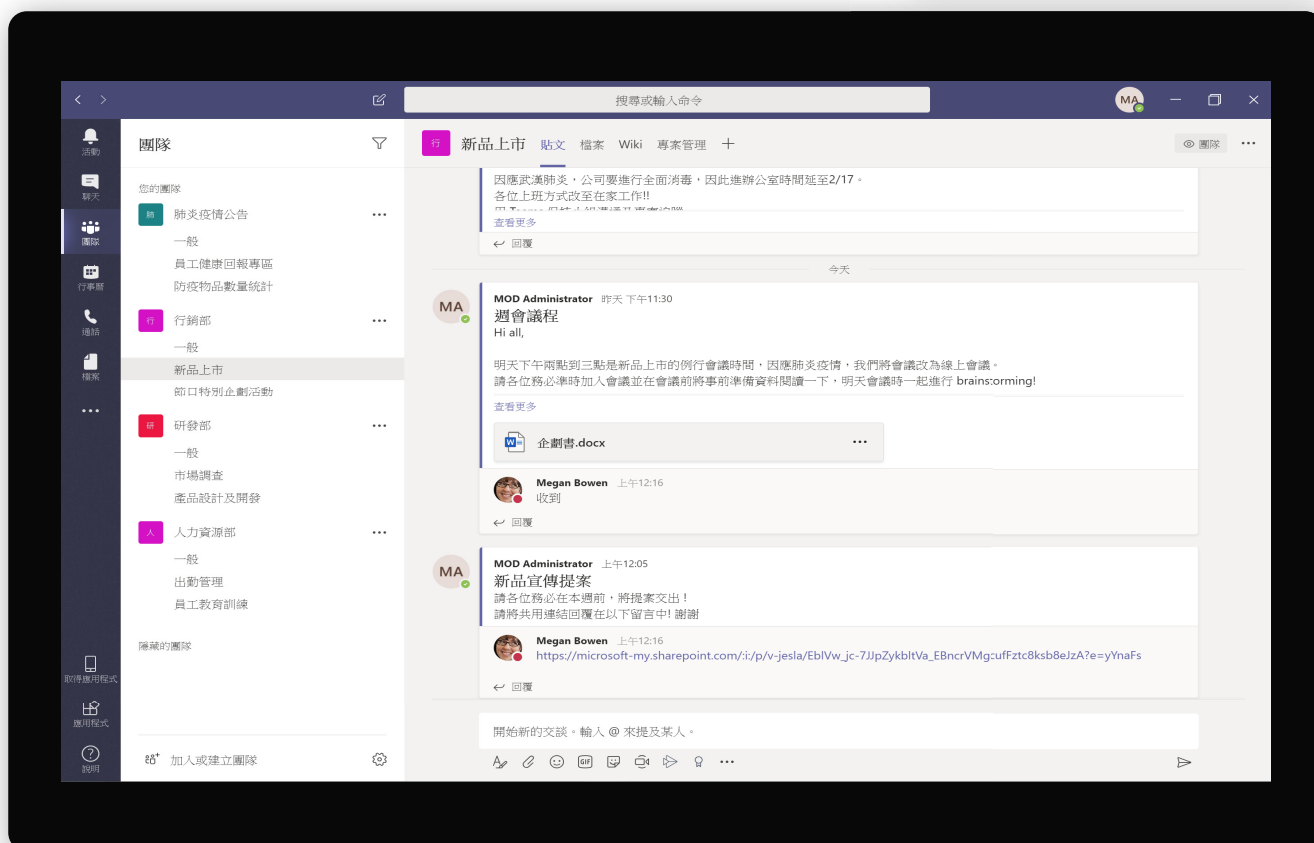 搜尋或輸入命令
MA
活動
聊天
團隊
行事曆
通話
檔案
取得應用程式
應用程式
說明
團隊
您的團隊
肺 肺炎疫情公告
一般
員工健康回報專區
防疫物品數量統計
行 行銷部
一般
新品上市
節日特別企劃活動
研 研發部
一般
市場調查
產品設計及開發
人 人力資源部
一般
出勤管理
員工教育訓練
隱藏的團隊
加入或建立團隊
行 新品上市 貼文 檔案 Wiki 專案管理
團隊
因應武漢肺炎，公司要進行全面消毒，因此進辦公室時間延至2/17。
各位上班方式改至在家工作!!
查看更多
回覆
今天
MA
MOD Administrator 昨天 下午11:30
週會議程
Hi all,
明天下午兩點到三點是新品上市的例行會議時間，因應肺炎疫情，我們將會議改為線上會議。
請各位務必準時加入會議並在會議前將事前準備資料閱讀一下，明天會議時一起進行 brainstorming!
查看更多
企劃書.docx
Megan Bowen 上午12:16
收到
回覆
MA
MOD Administrator 上午12:05
新品宣傳提案
請各位務必在本週前，將提案交出！
請將共用連結回覆在以下留言中! 謝謝
Megan Bowen 上午12:16
https://microsoft-my.sharepoint.com/:i:/p/v-jesla/EblVw_jc-7JJpZykbltVa_EBncrVMgcufFztc8ksb8eJzA?e=yYnaFs
回覆
開始新的交談。輸入 @ 來提及某人。
GIF